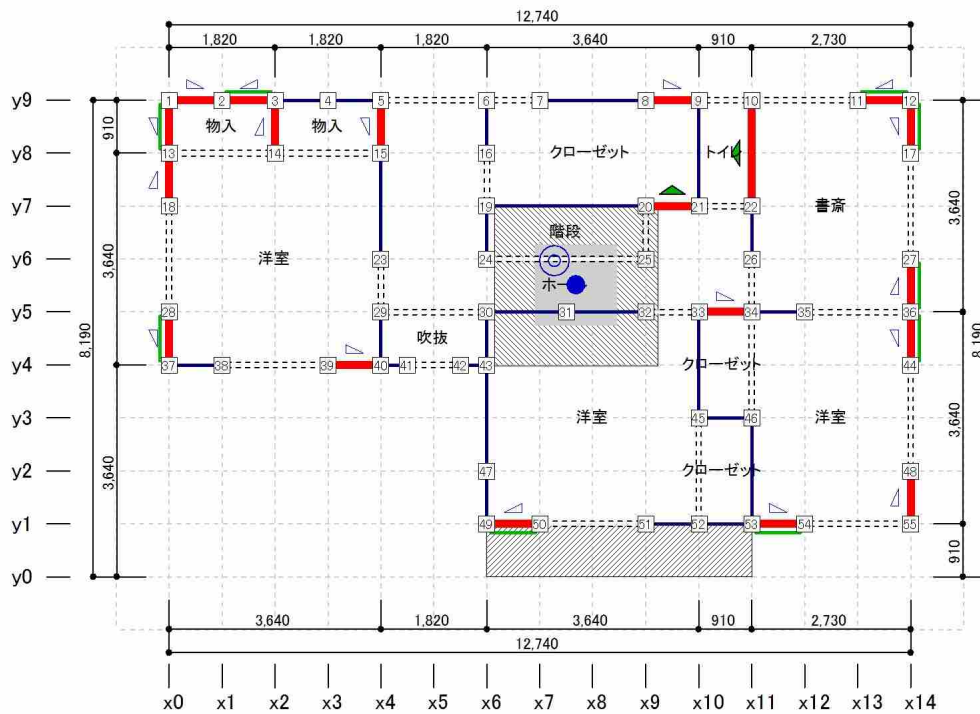 12,740
1,820 1,820 1,820 3,640 910 2,730
y9 1 2 3 4 5 6 7 8 9 10 11 12
物入 物入
910 910
y8 13 14 15 16 クローゼット トイレ 17
y7 18 19 20 21 22 書斎
階段
3,640 3,640
y6 洋室 23 24 25 26 27
y5 28 29 30 31 32 33 34 35 36
8,190 8,190
吹抜
y4 37 38 39 40 41 42 43 クローゼット 44
y3 洋室 45 46 洋室
3,640 3,640
y2 47 クローゼット 48
y1 49 50 51 52 53 54 55
y0
910
3,640 1,820 3,640 910 2,730
12,740
x0 x1 x2 x3 x4 x5 x6 x7 x8 x9 x10 x11 x12 x13 x14